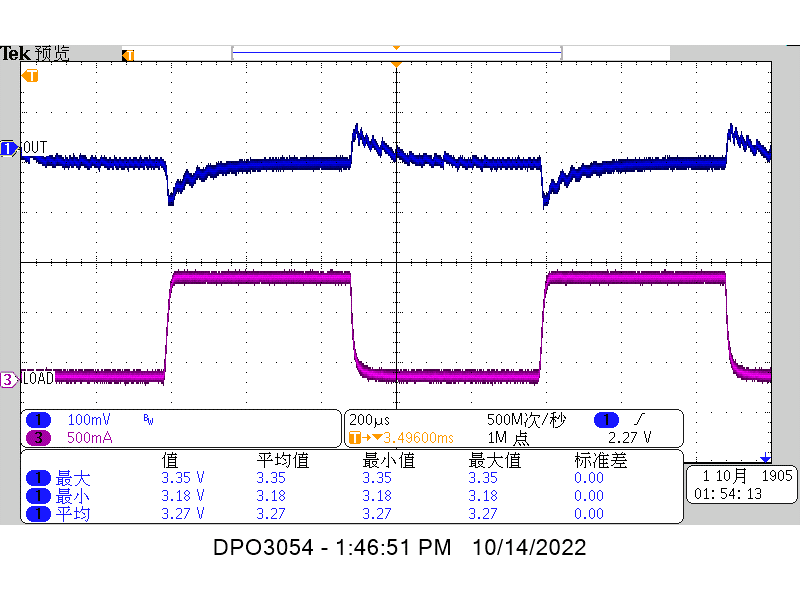 Tek 预览
T
T
1 OUT
3 LOAD
1 100mV Bw
3 500mA
200µs 500M次/秒 1 2.27 V
T→▼3.49600ms 1M 点
值 平均值 最小值 最大值 标准差
1 最大 3.35 V 3.35 3.35 3.35 0.00
1 最小 3.18 V 3.18 3.18 3.18 0.00
1 平均 3.27 V 3.27 3.27 3.27 0.00
1 10月 1905
01:54:13
DPO3054 - 1:46:51 PM 10/14/2022